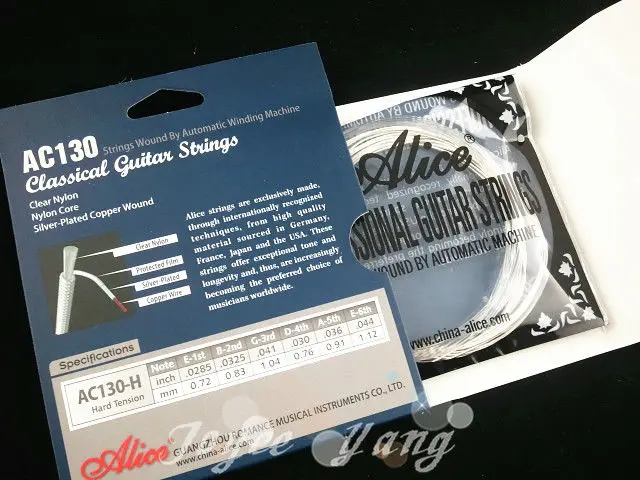 AC130 Strings Wound By Automatic Winding Machine
Classical Guitar Strings
Clear Nylon
Nylon Core
Silver-Plated Copper Wound
Clear Nylon
Protected Film
Silver-Plated
Copper Wire
Alice strings are exclusively made,
through internationally recognized
techniques, from high quality
material sourced in Germany,
France, Japan and the USA. These
strings offer exceptional tone and
longevity and, thus, are increasingly
becoming the preferred choice of
musicians worldwide.
Specifications
AC130-H
Hard Tension
Note E-1st B-2nd G-3rd D-4th A-5th E-6th
inch .0285 .0325 .041 .030 .036 .044
mm 0.72 0.83 1.04 0.76 0.91 1.12
Alice
GUANGZHOU ROMANCE MUSICAL INSTRUMENTS CO., LTD.
www.china-alice.com
Alice
SIONAL GUITAR STRINGS
WOUND BY AUTOMATIC MACHINE
www.china-alice.com
Joyee Yang